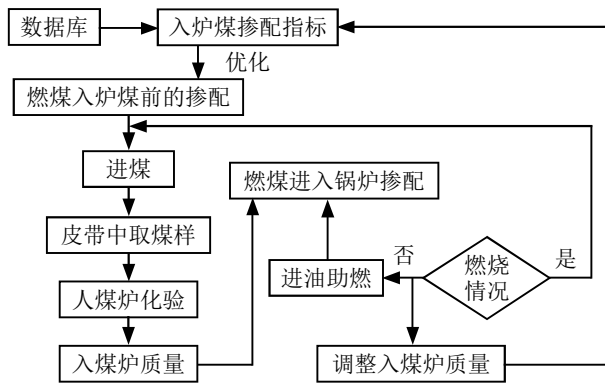 数据库
入炉煤掺配指标
优化
燃煤入炉煤前的掺配
进煤
燃煤进入锅炉掺配
皮带中取煤样
否
燃烧
情况
是
进油助燃
人煤炉化验
入煤炉质量
调整入煤炉质量